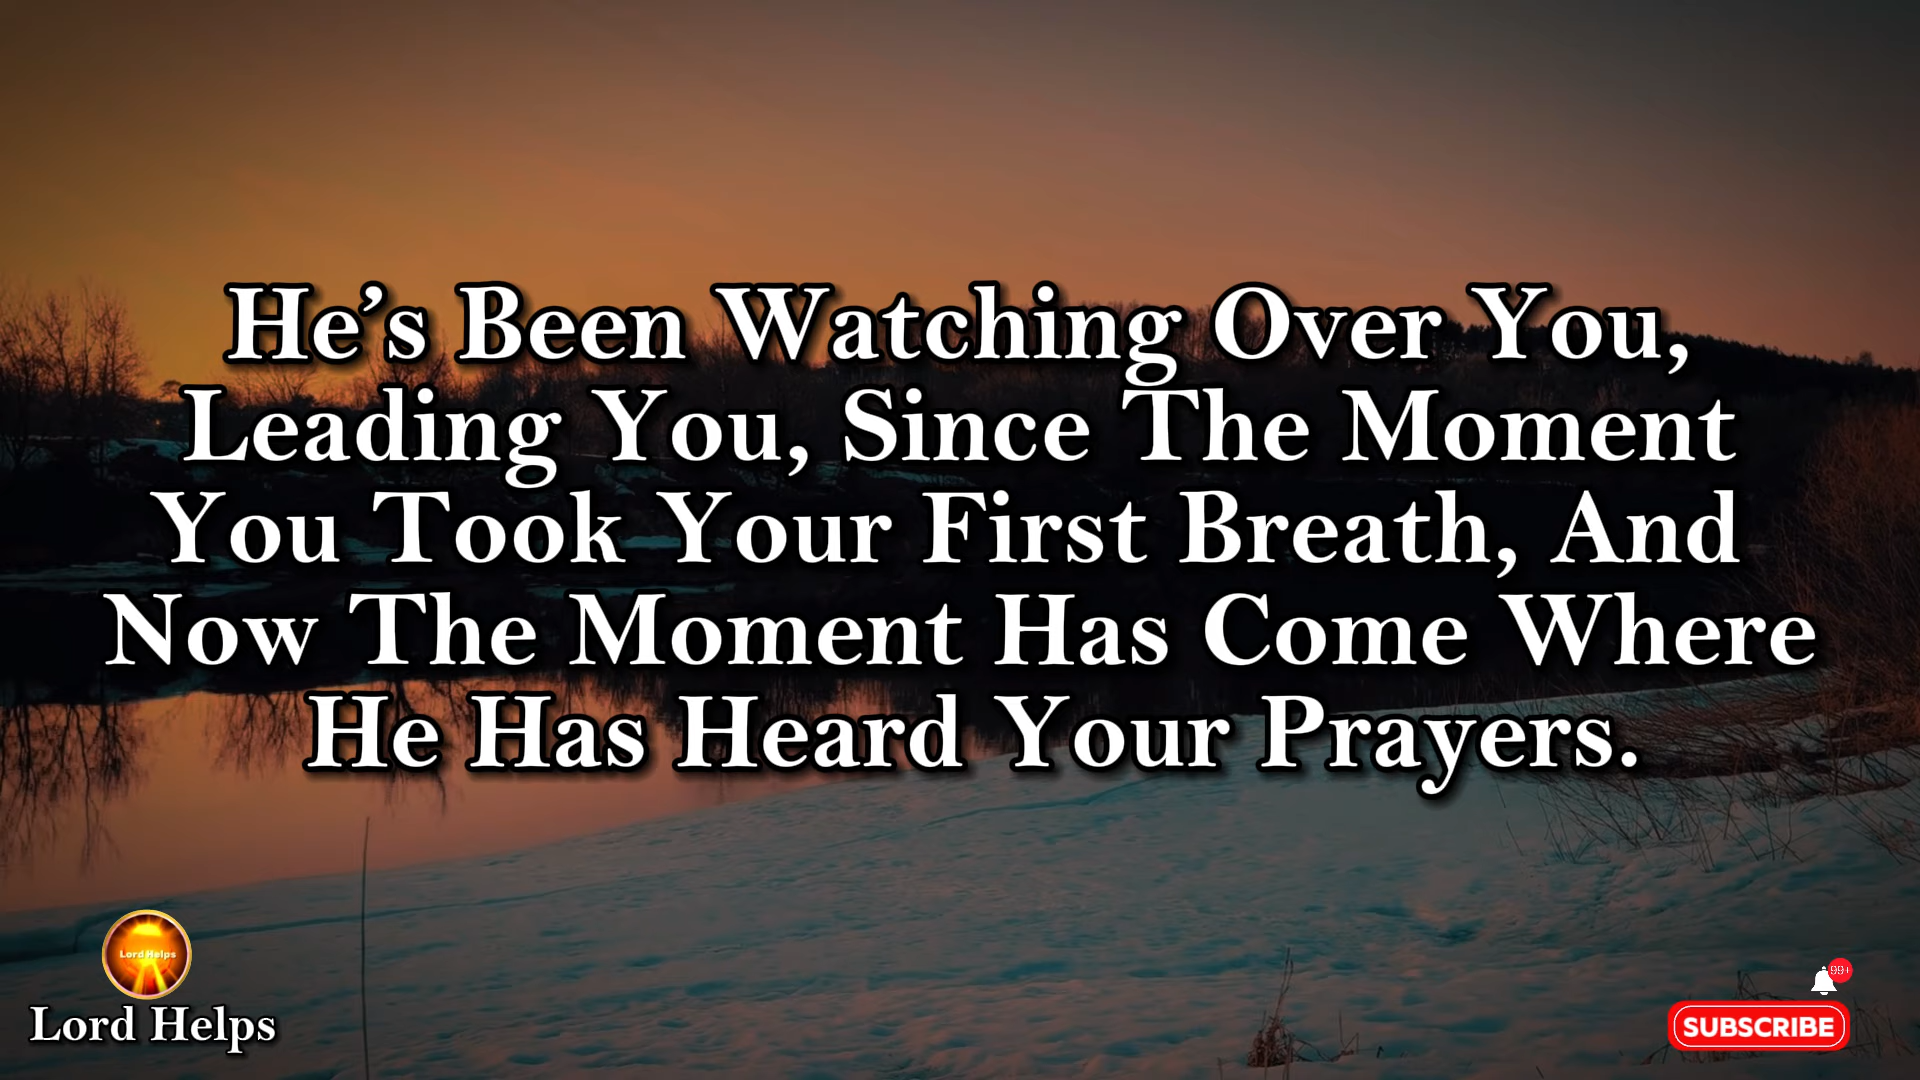 He’s Been Watching Over You,
Leading You, Since The Moment
You Took Your First Breath, And
Now The Moment Has Come Where
He Has Heard Your Prayers.
Lord Helps
Lord Helps
99+
SUBSCRIBE